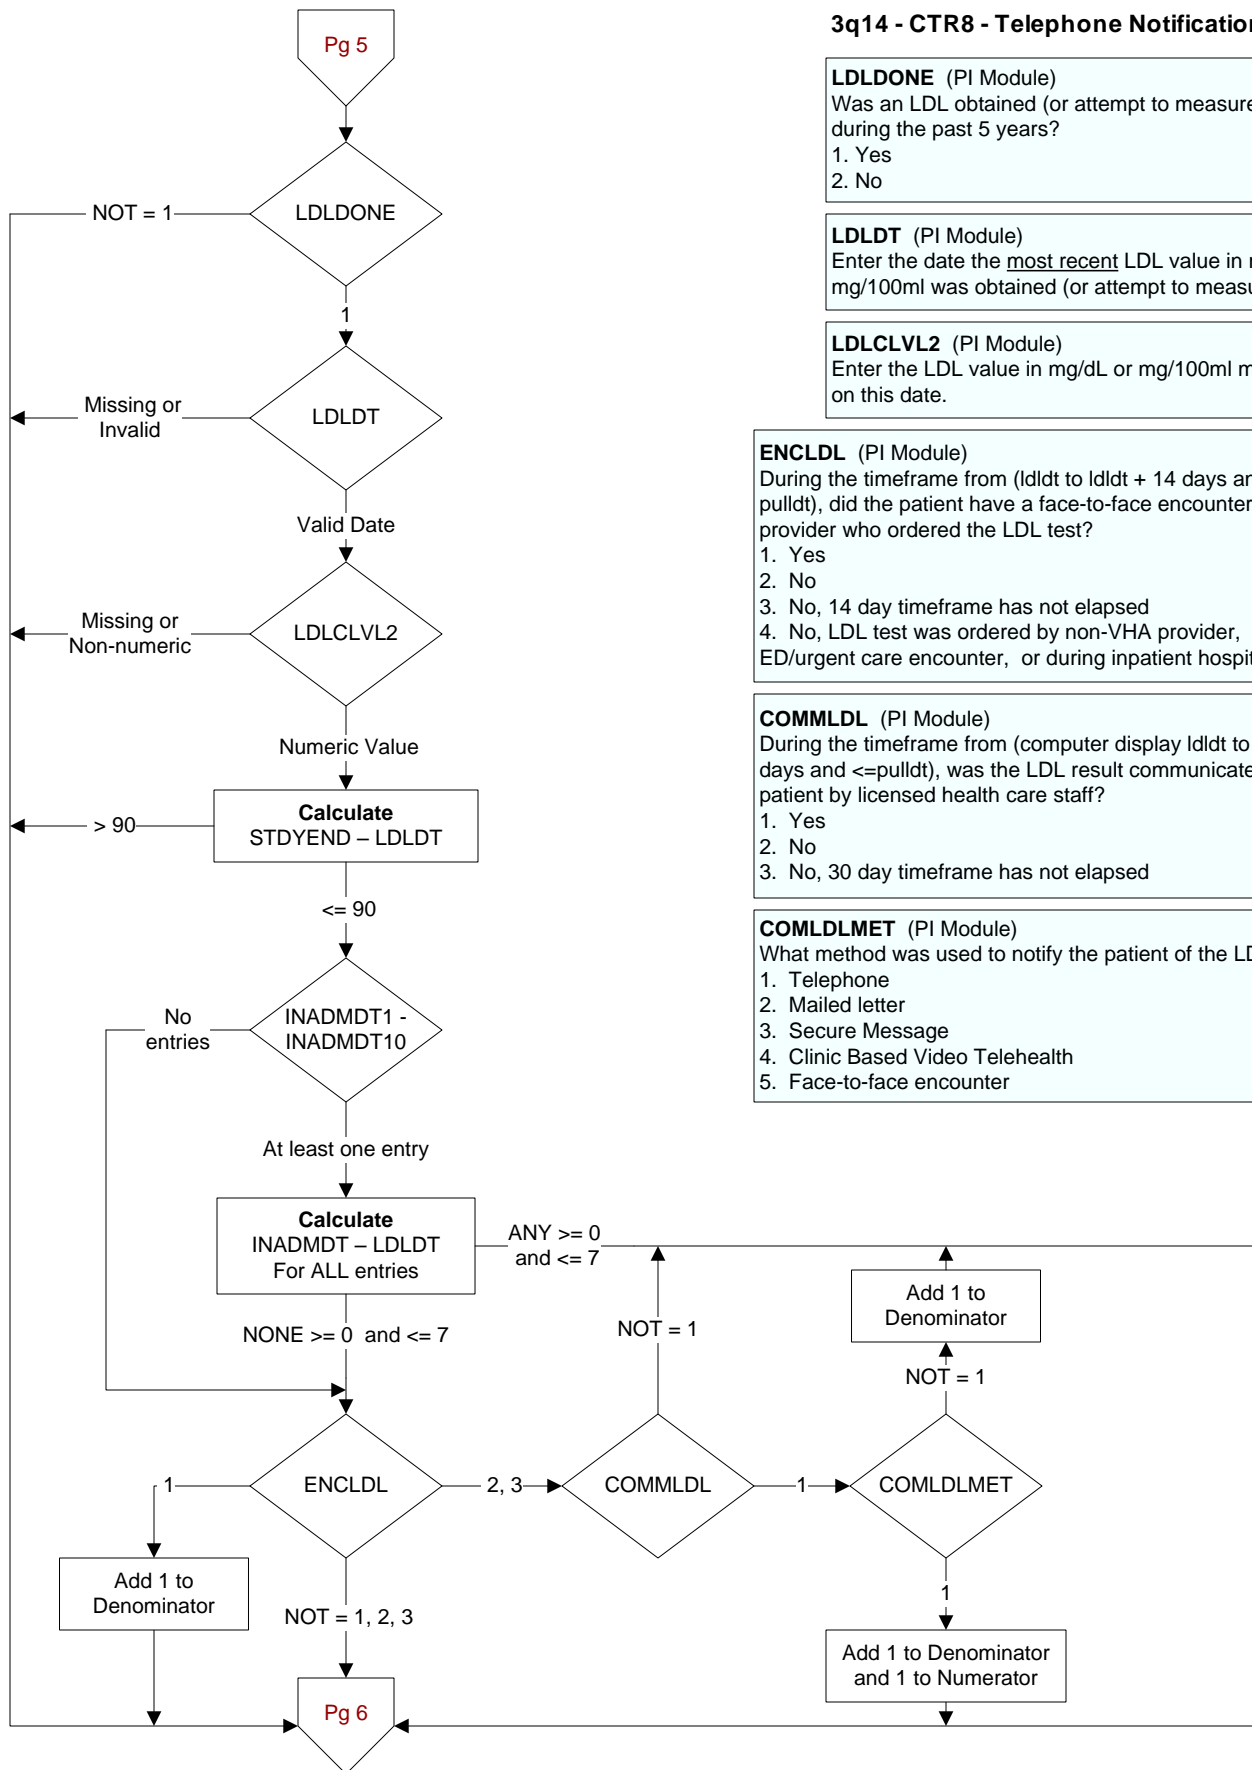 3q14 - CTR8 - Telephone Notification
Pg 5
LDLDONE (PI Module)
Was an LDL obtained (or attempt to measure
during the past 5 years?
1. Yes
2. No
LDLDONE
NOT = 1
1
LDLDT (PI Module)
Enter the date the most recent LDL value in
mg/100ml was obtained (or attempt to
LDLDT
Missing or
Invalid
Valid Date
LDLCLVL2 (PI Module)
Enter the LDL value in mg/dL or mg/100ml
on this date.
LDLCLVL2
Missing or
Non-numeric
Numeric Value
ENCLDL (PI Module)
During the timeframe from (ldldt to ldldt + 14 days
pulldt), did the patient have a face-to-face encounter
provider who ordered the LDL test?
1. Yes
2. No
3. No, 14 day timeframe has not elapsed
4. No, LDL test was ordered by non-VHA provider,
ED/urgent care encounter, or during inpatient
Calculate
STDYEND – LDLDT
> 90
<= 90
COMMLDL (PI Module)
During the timeframe from (computer display ldldt to
days and <=pulldt), was the LDL result
patient by licensed health care staff?
1. Yes
2. No
3. No, 30 day timeframe has not elapsed
COMLDLMET (PI Module)
What method was used to notify the patient of the
1. Telephone
2. Mailed letter
3. Secure Message
4. Clinic Based Video Telehealth
5. Face-to-face encounter
INADMDT1 -
INADMDT10
No
entries
At least one entry
Calculate
INADMDT – LDLDT
For ALL entries
ANY >= 0
and <= 7
NONE >= 0 and <= 7
NOT = 1
Add 1 to
Denominator
NOT = 1
1
ENCLDL
2, 3
COMMLDL
1
COMLDLMET
Add 1 to
Denominator
NOT = 1, 2, 3
1
Add 1 to Denominator
and 1 to Numerator
Pg 6